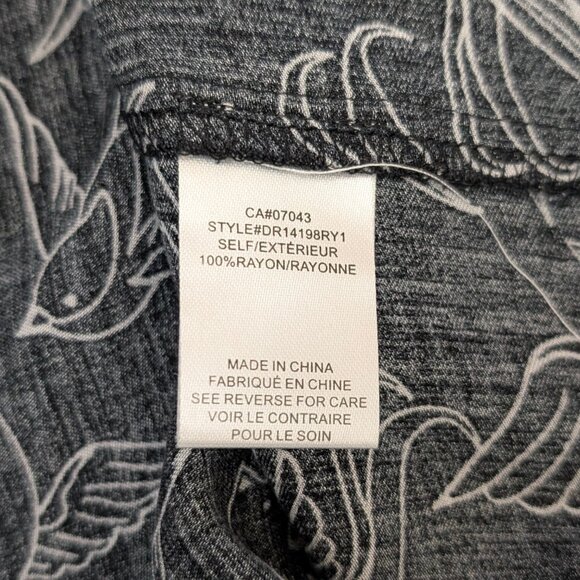 CA#07043
STYLE#DR14198RY1
SELF/EXTÉRIEUR
100%RAYON/RAYONNE
MADE IN CHINA
FABRIQUÉ EN CHINE
SEE REVERSE FOR CARE
VOIR LE CONTRAIRE
POUR LE SOIN